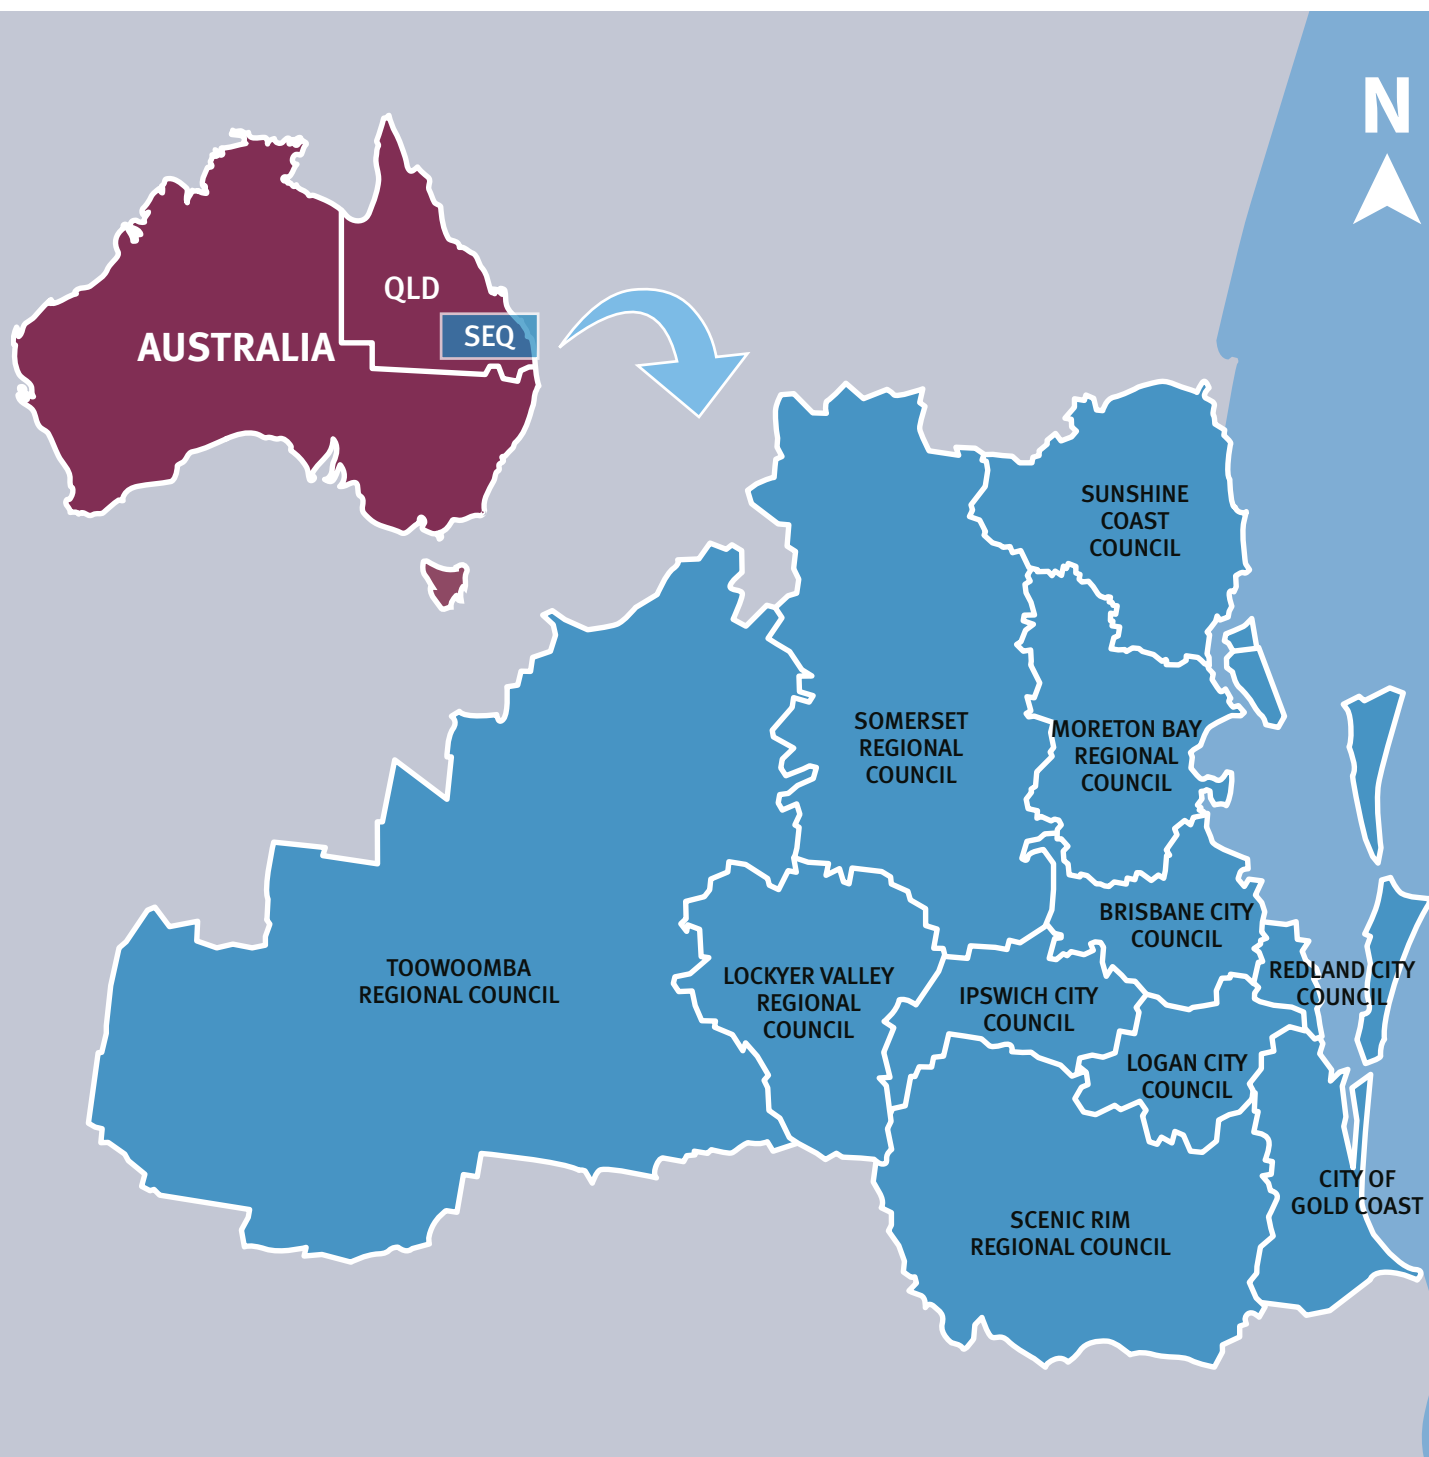 N
QLD
SEQ
AUSTRALIA
SUNSHINE
COAST
COUNCIL
SOMERSET
REGIONAL
COUNCIL
MORETON BAY
REGIONAL
COUNCIL
BRISBANE CITY
COUNCIL
TOOWOOMBA
REGIONAL COUNCIL
LOCKYER VALLEY
REGIONAL
COUNCIL
IPSWICH CITY
COUNCIL
REDLAND CITY
COUNCIL
LOGAN CITY
COUNCIL
CITY OF
GOLD COAST
SCENIC RIM
REGIONAL COUNCIL